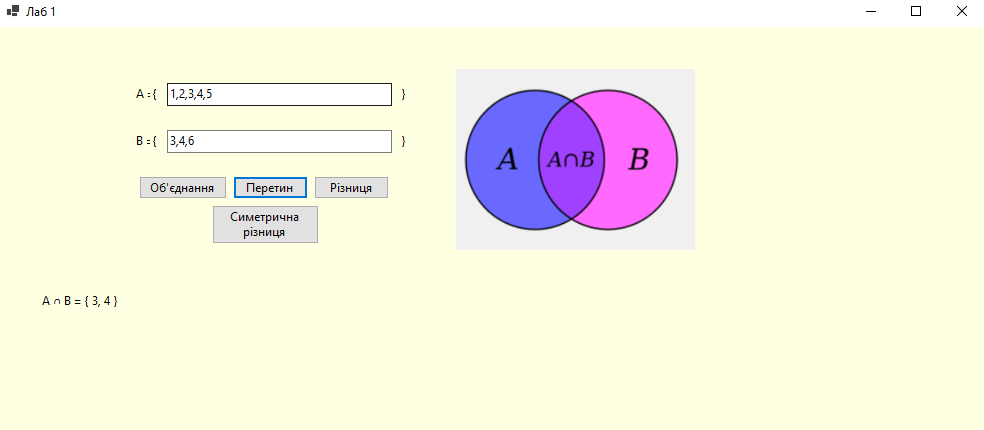 Лаб 1
A = { 1,2,3,4,5 }
B = { 3,4,6 }
Об'єднання Перетин Різниця
Симетрична
різниця
A A∩B B
A ∩ B = { 3, 4 }